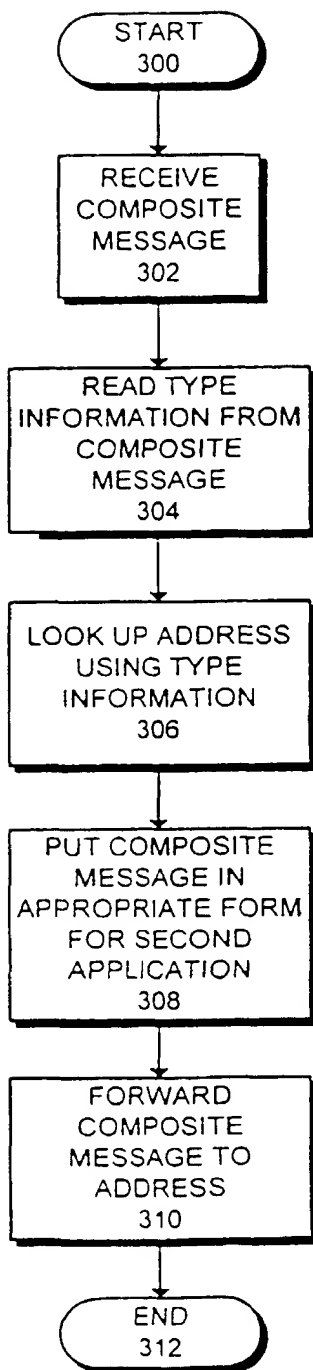 START
300
RECEIVE
COMPOSITE
MESSAGE
302
READ TYPE
INFORMATION FROM
COMPOSITE
MESSAGE
304
LOOK UP ADDRESS
USING TYPE
INFORMATION
306
PUT COMPOSITE
MESSAGE IN
APPROPRIATE FORM
FOR SECOND
APPLICATION
308
FORWARD
COMPOSITE
MESSAGE TO
ADDRESS
310
END
312